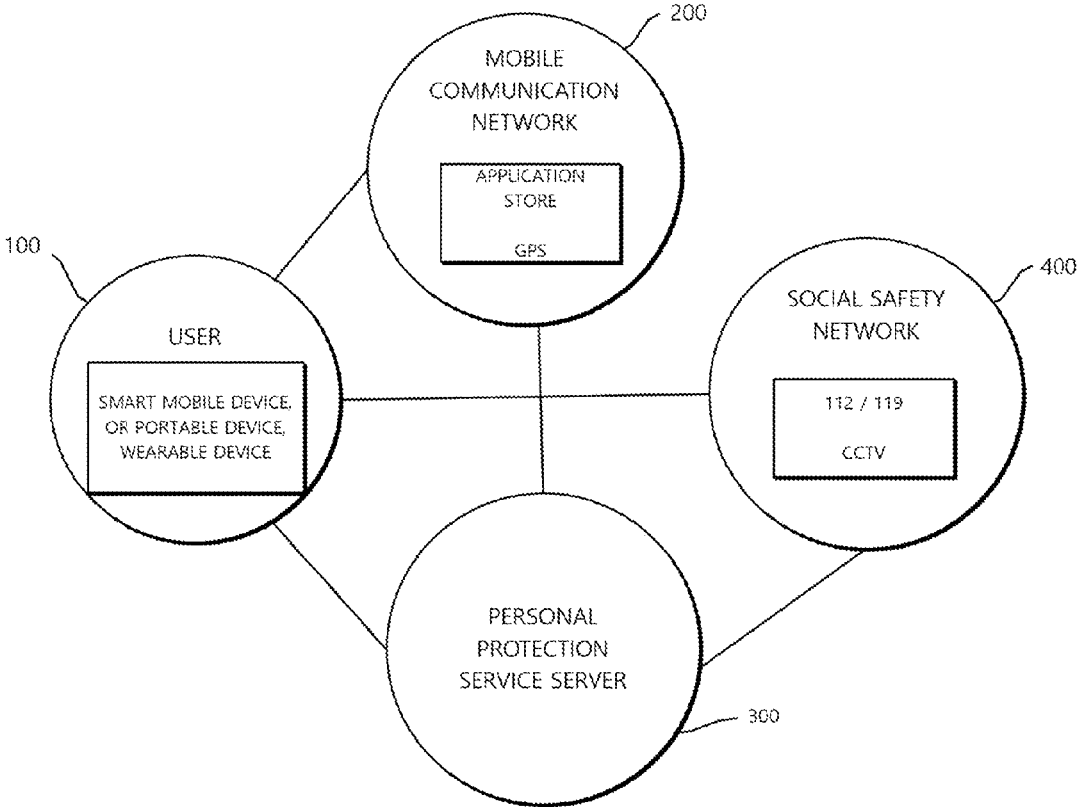 200
MOBILE
COMMUNICATION
NETWORK
APPLICATION
STORE
GPS
100
USER
SMART MOBILE DEVICE,
OR PORTABLE DEVICE,
WEARABLE DEVICE
400
SOCIAL SAFETY
NETWORK
112 / 119
CCTV
PERSONAL
PROTECTION
SERVICE SERVER
300